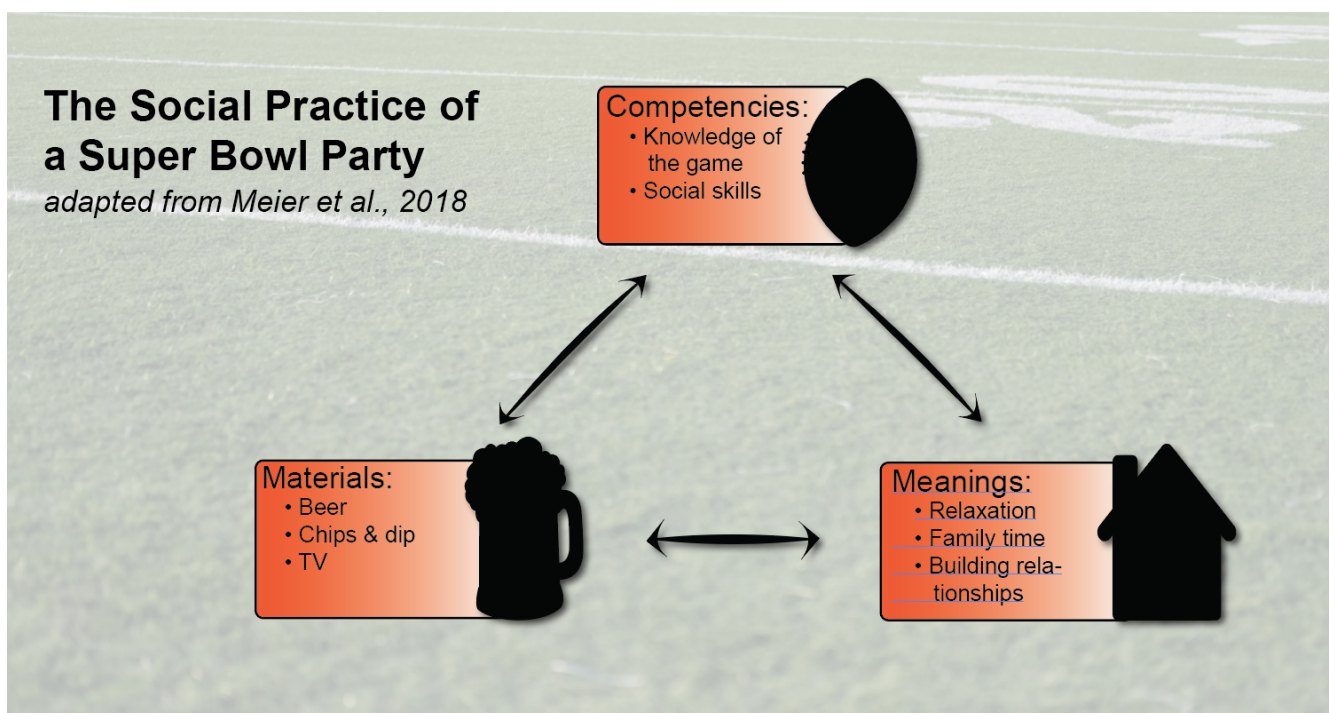 The Social Practice of
a Super Bowl Party
adapted from Meier et al., 2018
Competencies:
• Knowledge of
the game
• Social skills
Materials:
• Beer
• Chips & dip
• TV
Meanings:
• Relaxation
• Family time
• Building rela-
tionships